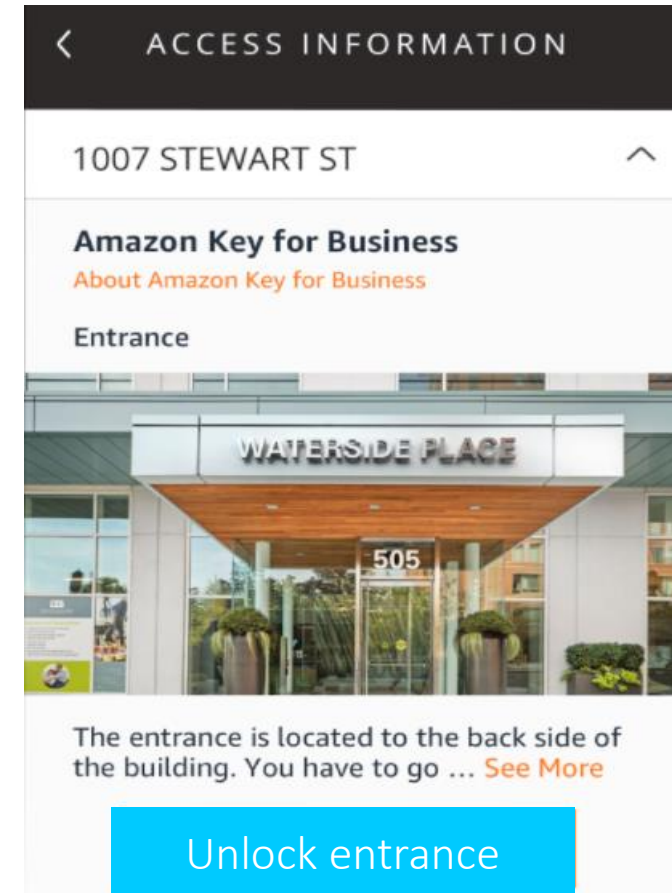 ACCESS INFORMATION
1007 STEWART ST
Amazon Key for Business
About Amazon Key for Business
Entrance
WATERSIDE PLACE
505
The entrance is located to the back side of
the building. You have to go ... See More
Unlock entrance